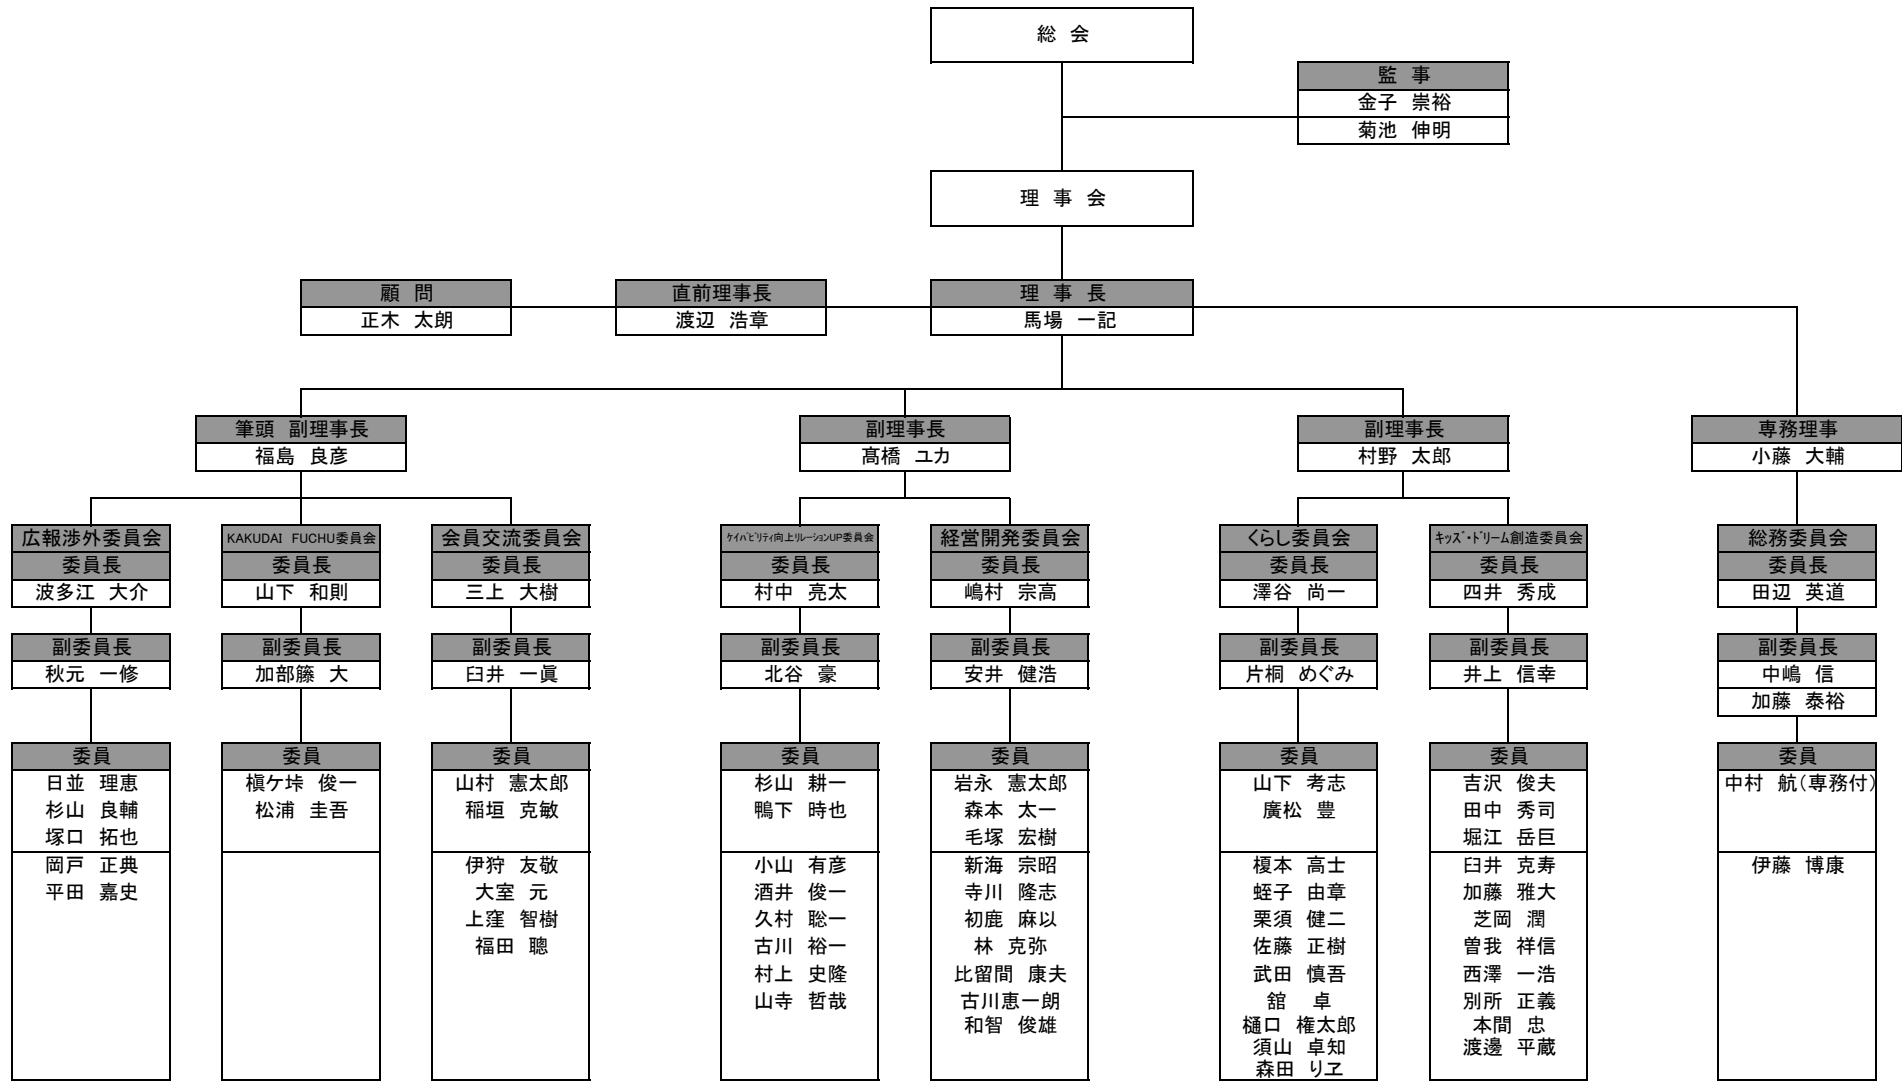 総 会
監 事
金子 崇裕
菊池 伸明
理 事 会
顧 問
正木 太朗
直前理事長
渡辺 浩章
理 事 長
馬場 一記
筆頭 副理事長
福島 良彦
副理事長
髙橋 ユカ
副理事長
村野 太郎
専務理事
小藤 大輔
広報渉外委員会
委員長
波多江 大介
副委員長
秋元 一修
委員
日並 理恵
杉山 良輔
塚口 拓也
岡戸 正典
平田 嘉史
KAKUDAI FUCHU委員会
委員長
山下 和則
副委員長
加部籐 大
委員
槇ケ垰 俊一
松浦 圭吾
会員交流委員会
委員長
三上 大樹
副委員長
臼井 一眞
委員
山村 憲太郎
稲垣 克敏
伊狩 友敬
大室 元
上窪 智樹
福田 聰
ケイパビリティ向上リレーションUP委員会
委員長
村中 亮太
副委員長
北谷 豪
委員
杉山 耕一
鴨下 時也
小山 有彦
酒井 俊一
久村 聡一
古川 裕一
村上 史隆
山寺 哲哉
経営開発委員会
委員長
嶋村 宗高
副委員長
安井 健浩
委員
岩永 憲太郎
森本 太一
毛塚 宏樹
新海 宗昭
寺川 隆志
初鹿 麻以
林 克弥
比留間 康夫
古川恵一朗
和智 俊雄
くらし委員会
委員長
澤谷 尚一
副委員長
片桐 めぐみ
委員
山下 考志
廣松 豊
榎本 高士
蛭子 由章
栗須 健二
佐藤 正樹
武田 慎吾
舘 卓
樋口 権太郎
須山 卓知
森田 りヱ
キッズ・ドリーム創造委員会
委員長
四井 秀成
副委員長
井上 信幸
委員
吉沢 俊夫
田中 秀司
堀江 岳巨
臼井 克寿
加藤 雅大
芝岡 潤
曽我 祥信
西澤 一浩
別所 正義
本間 忠
渡邊 平蔵
総務委員会
委員長
田辺 英道
副委員長
中嶋 信
加藤 泰裕
委員
中村 航(専務付)
伊藤 博康